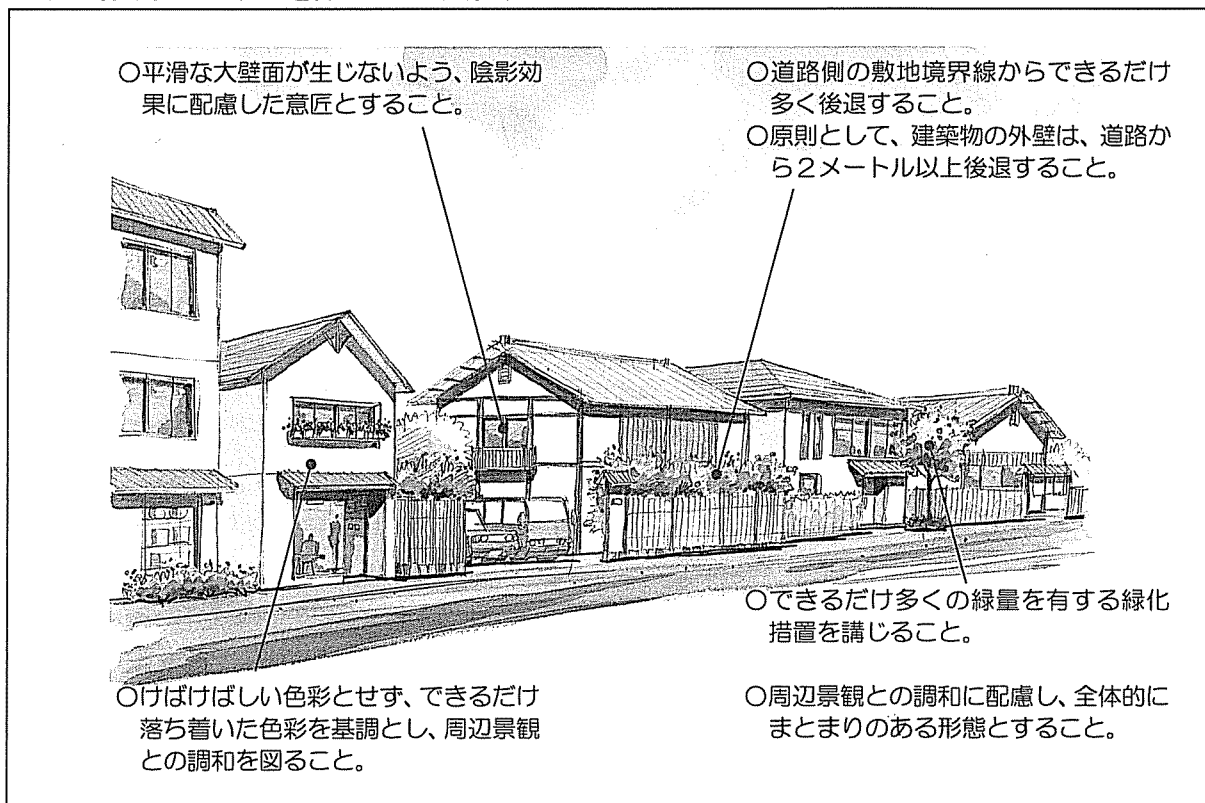 ○平滑な大壁面が生じないよう、陰影効
果に配慮した意匠とすること。
○道路側の敷地境界線からできるだけ
多く後退すること。
○原則として、建築物の外壁は、道路か
ら2メートル以上後退すること。
○できるだけ多くの緑量を有する緑化
措置を講じること。
○けばけばしい色彩とせず、できるだけ
落ち着いた色彩を基調とし、周辺景観
との調和を図ること。
○周辺景観との調和に配慮し、全体的に
まとまりのある形態とすること。